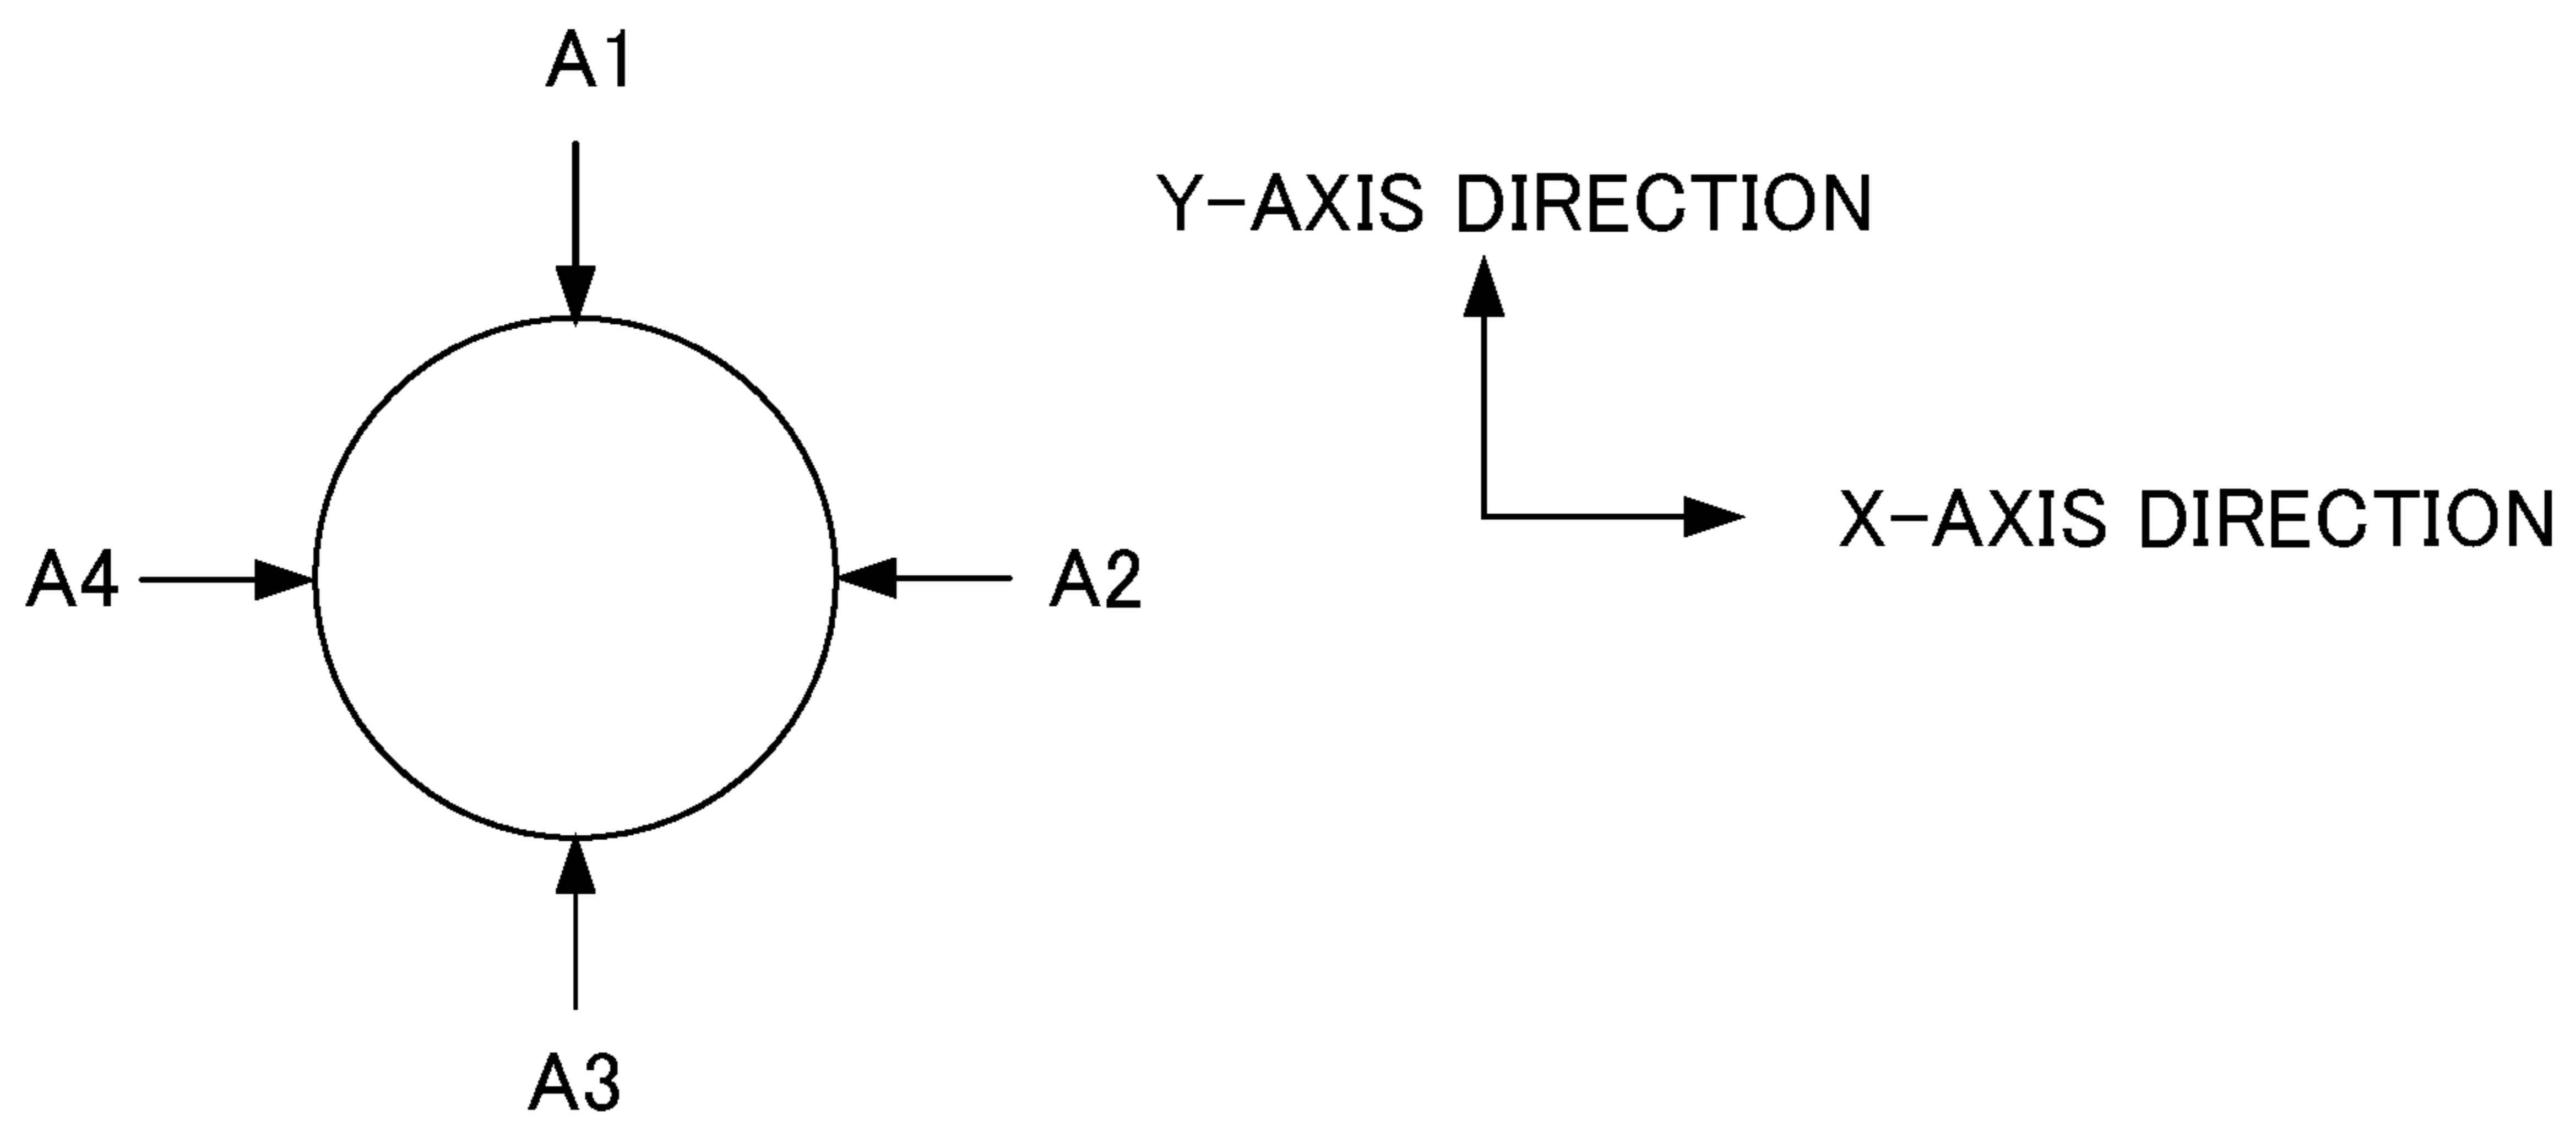 A1
Y-AXIS DIRECTION
X-AXIS DIRECTION
A4
A2
A3